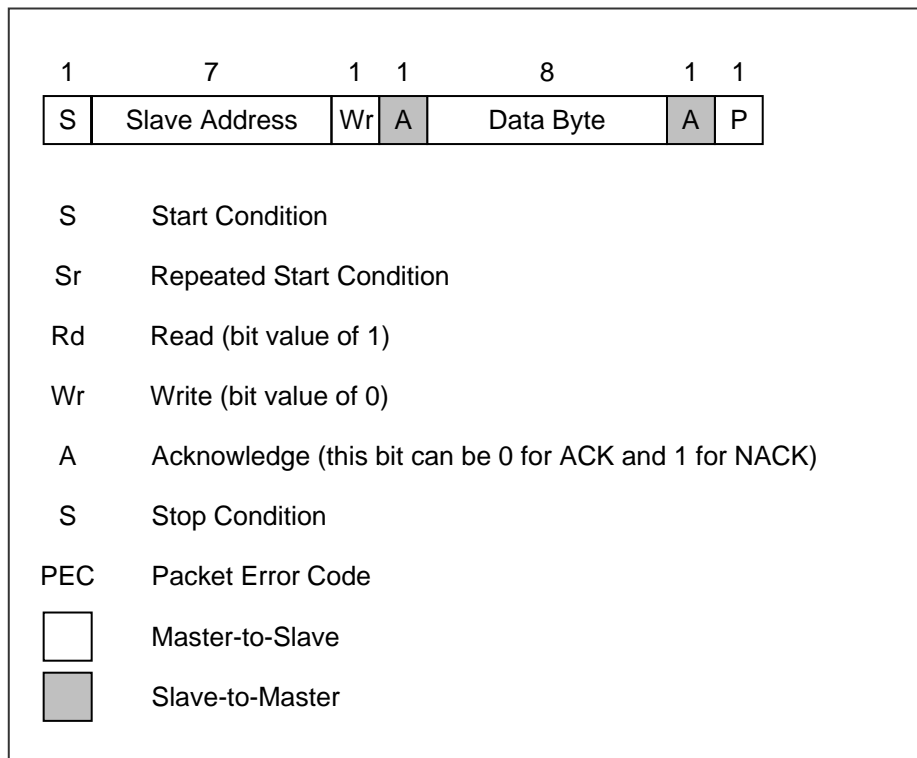 1 7 1 1 8 1 1
S Slave Address Wr A Data Byte A P
S Start Condition
Sr Repeated Start Condition
Rd Read (bit value of 1)
Wr Write (bit value of 0)
A Acknowledge (this bit can be 0 for ACK and 1 for NACK)
S Stop Condition
PEC Packet Error Code
Master-to-Slave
Slave-to-Master